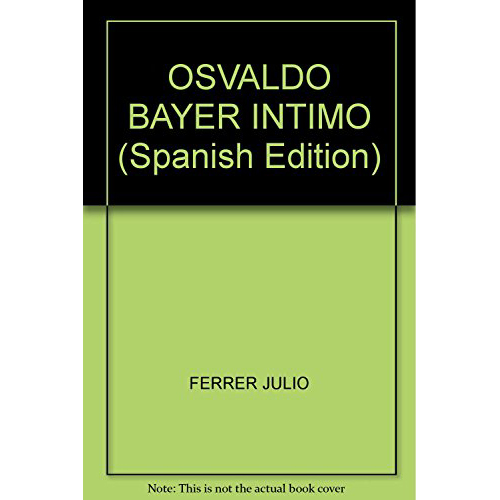 OSVALDO
BAYER INTIMO
(Spanish Edition)
FERRER JULIO
Note: This is not the actual book cover